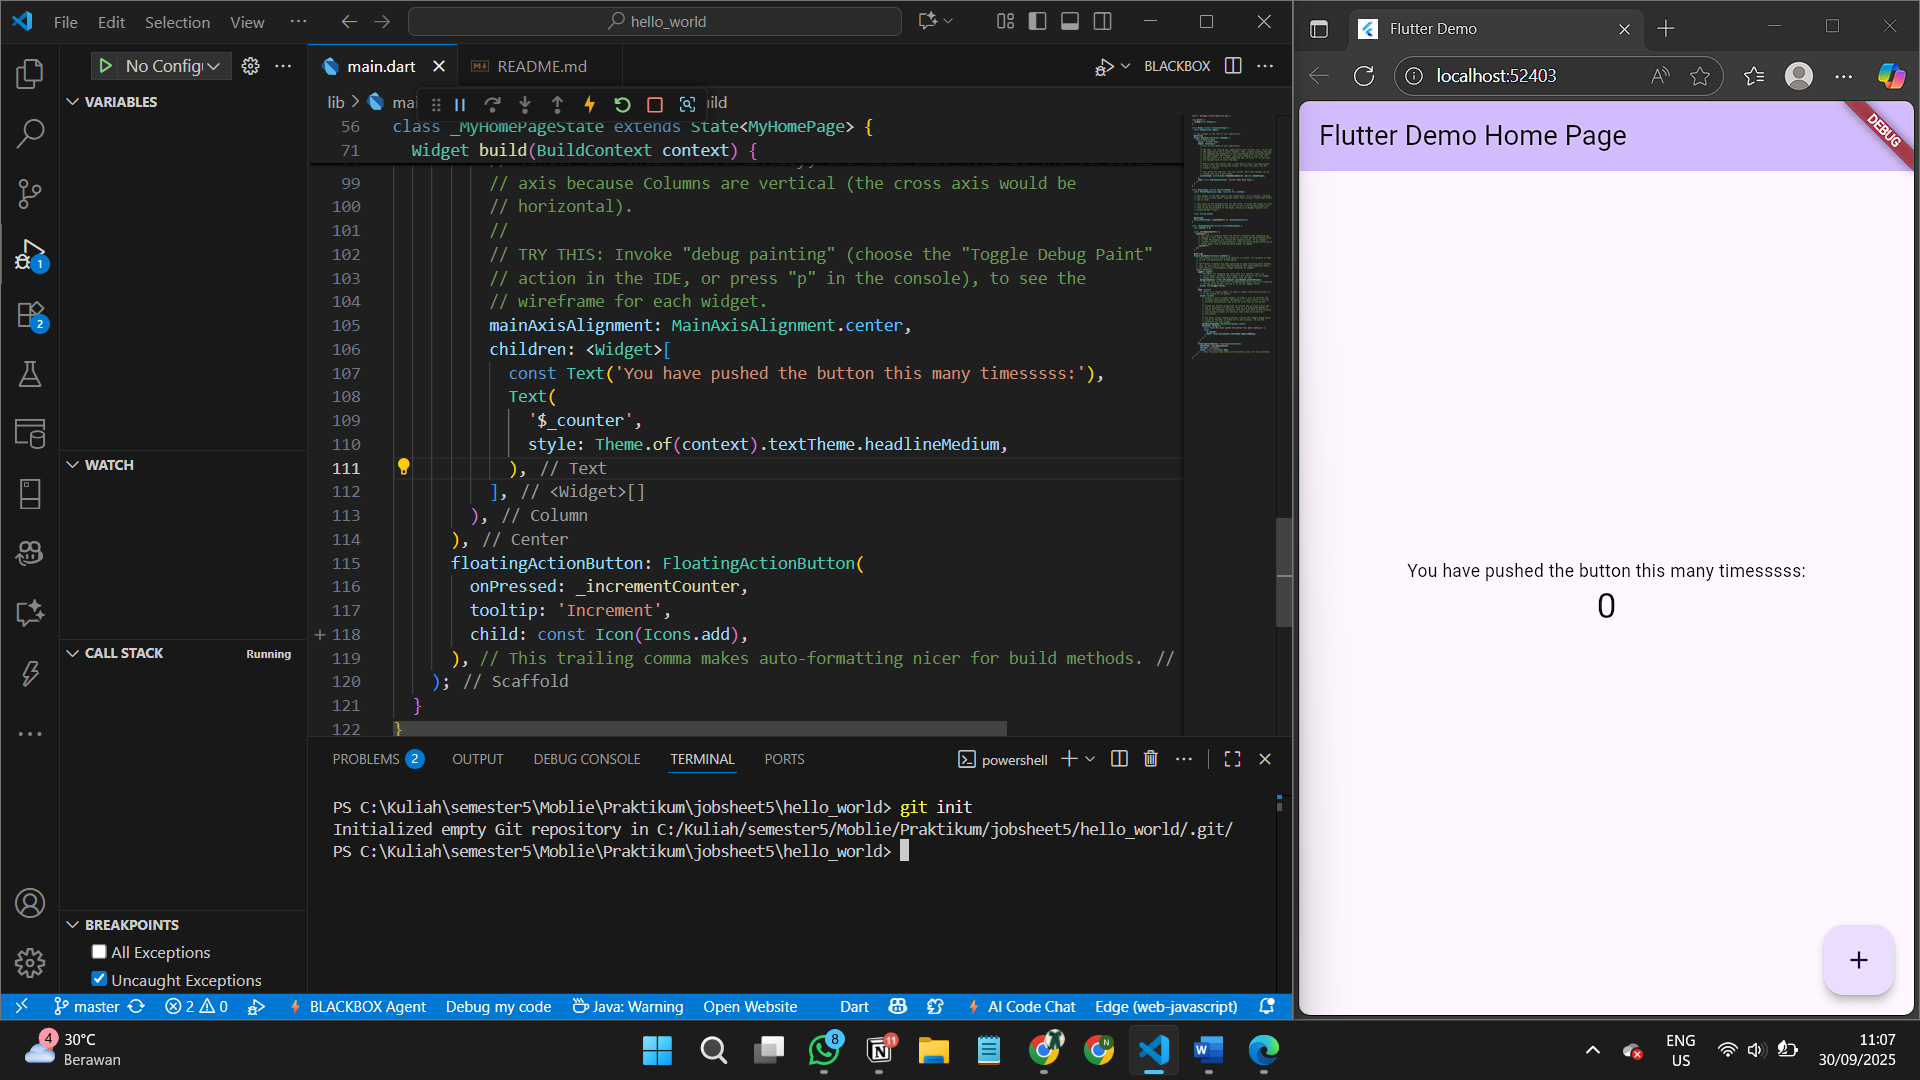 File Edit Selection View ··· hello_world
No Config
VARIABLES
WATCH
CALL STACK Running
BREAKPOINTS
All Exceptions
Uncaught Exceptions
main.dart README.md BLACKBOX
lib
56 class _MyHomePageState extends State<MyHomePage> {
71 Widget build(BuildContext context) {
99 // axis because Columns are vertical (the cross axis would be
100 // horizontal).
101 //
102 // TRY THIS: Invoke "debug painting" (choose the "Toggle Debug Paint"
103 // action in the IDE, or press "p" in the console), to see the
104 // wireframe for each widget.
105 mainAxisAlignment: MainAxisAlignment.center,
106 children: <Widget>[
107 const Text('You have pushed the button this many timesssss:'),
108 Text(
109 '$_counter',
110 style: Theme.of(context).textTheme.headlineMedium,
111 ), // Text
112 ], // <Widget>[]
113 ), // Column
114 ), // Center
115 floatingActionButton: FloatingActionButton(
116 onPressed: _incrementCounter,
117 tooltip: 'Increment',
118 child: const Icon(Icons.add),
119 ), // This trailing comma makes auto-formatting nicer for build methods. //
120 ); // Scaffold
121 }
122 }
PROBLEMS 2 OUTPUT DEBUG CONSOLE TERMINAL PORTS powershell
PS C:\Kuliah\semester5\Moblie\Praktikum\jobsheet5\hello_world> git init
Initialized empty Git repository in C:/Kuliah/semester5/Moblie/Praktikum/jobsheet5/hello_world/.git/
PS C:\Kuliah\semester5\Moblie\Praktikum\jobsheet5\hello_world>
master 2 0 BLACKBOX Agent Debug my code Java: Warning Open Website Dart AI Code Chat Edge (web-javascript)
Flutter Demo
localhost:52403
Flutter Demo Home Page
DEBUG
You have pushed the button this many timesssss:
0
+
4 30°C
Berawan
8
11
ENG
US
11:07
30/09/2025